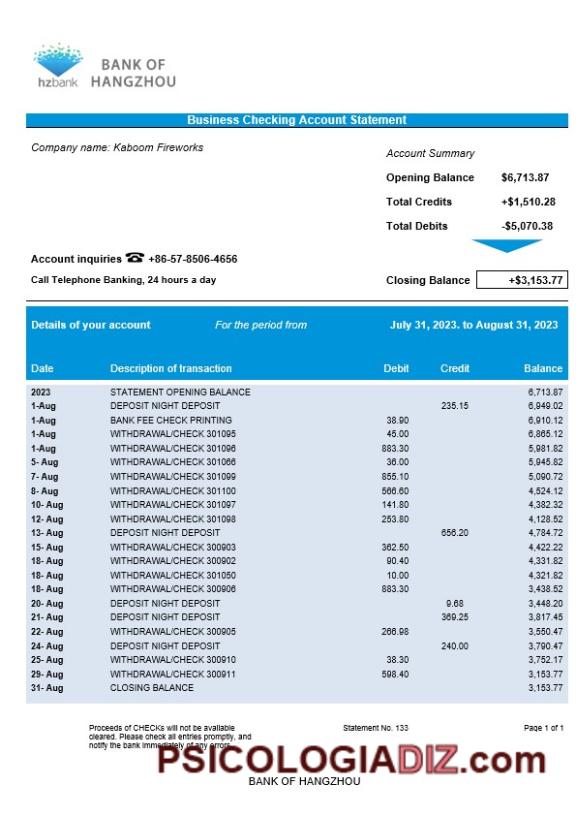 BANK OF
HANGZHOU
hzbank
Business Checking Account Statement
Company name: Kaboom Fireworks
Account Summary
Opening Balance $6,713.87
Total Credits +$1,510.28
Total Debits -$5,070.38
Account inquiries ☎ +86-57-8506-4656
Call Telephone Banking, 24 hours a day
Closing Balance +$3,153.77
Details of your account For the period from July 31, 2023. to August 31, 2023
Date Description of transaction Debit Credit Balance
2023 STATEMENT OPENING BALANCE 6,713.87
1-Aug DEPOSIT NIGHT DEPOSIT 235.15 6,949.02
1-Aug BANK FEE CHECK PRINTING 38.90 6,910.12
1-Aug WITHDRAWAL/CHECK 301095 45.00 6,865.12
1-Aug WITHDRAWAL/CHECK 301096 883.30 5,981.82
5- Aug WITHDRAWAL/CHECK 301066 36.00 5,945.82
7- Aug WITHDRAWAL/CHECK 301099 855.10 5,090.72
8- Aug WITHDRAWAL/CHECK 301100 566.60 4,524.12
10- Aug WITHDRAWAL/CHECK 301097 141.80 4,382.32
12- Aug WITHDRAWAL/CHECK 301098 253.80 4,128.52
13- Aug DEPOSIT NIGHT DEPOSIT 656.20 4,784.72
15- Aug WITHDRAWAL/CHECK 300903 362.50 4,422.22
18- Aug WITHDRAWAL/CHECK 300902 90.40 4,331.82
18- Aug WITHDRAWAL/CHECK 301050 10.00 4,321.82
18- Aug WITHDRAWAL/CHECK 300906 883.30 3,438.52
20- Aug DEPOSIT NIGHT DEPOSIT 9.68 3,448.20
21- Aug DEPOSIT NIGHT DEPOSIT 369.25 3,817.45
22- Aug WITHDRAWAL/CHECK 300905 266.98 3,550.47
24- Aug DEPOSIT NIGHT DEPOSIT 240.00 3,790.47
25- Aug WITHDRAWAL/CHECK 300910 38.30 3,752.17
29- Aug WITHDRAWAL/CHECK 300911 598.40 3,153.77
31- Aug CLOSING BALANCE 3,153.77
Proceeds of CHECKs will not be available
cleared. Please check all entries promptly, and
notify the bank immediately of any errors.
Statement No. 133
Page 1 of 1
PSICOLOGIADIZ.com
BANK OF HANGZHOU